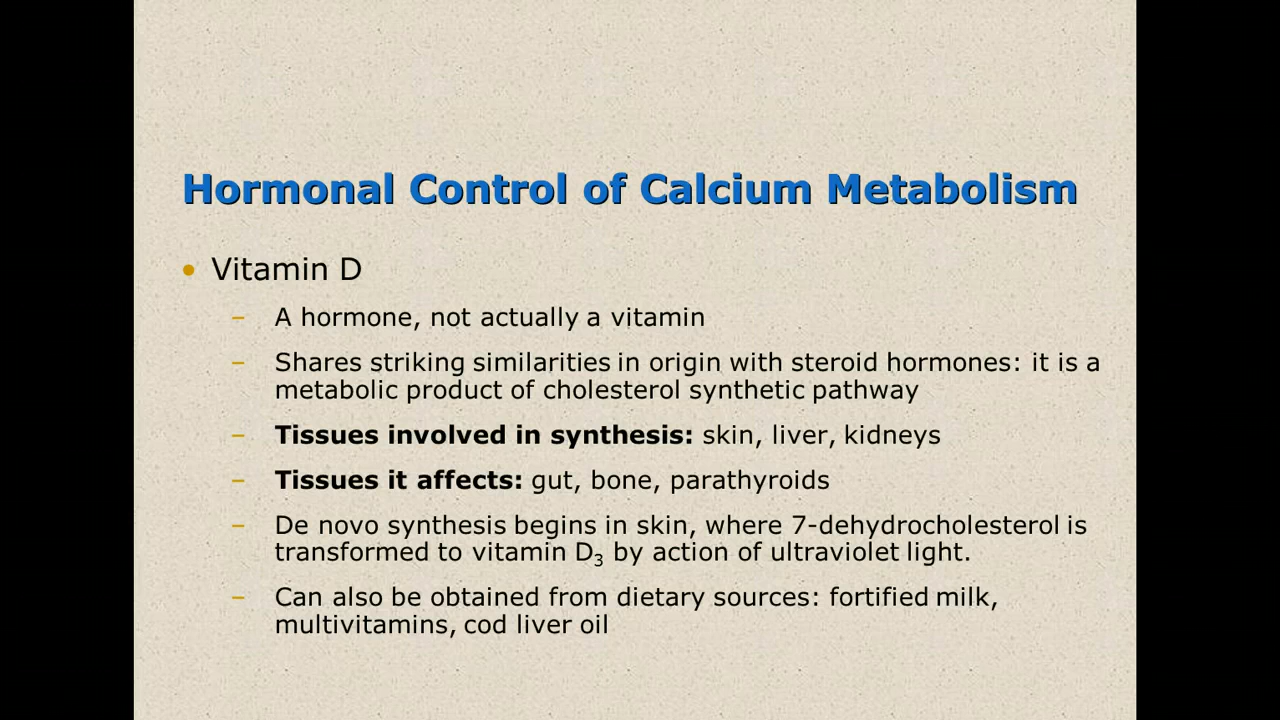 Hormonal Control of Calcium Metabolism
• Vitamin D
– A hormone, not actually a vitamin
– Shares striking similarities in origin with steroid hormones: it is a
metabolic product of cholesterol synthetic pathway
– Tissues involved in synthesis: skin, liver, kidneys
– Tissues it affects: gut, bone, parathyroids
– De novo synthesis begins in skin, where 7-dehydrocholesterol is
transformed to vitamin D₃ by action of ultraviolet light.
– Can also be obtained from dietary sources: fortified milk,
multivitamins, cod liver oil